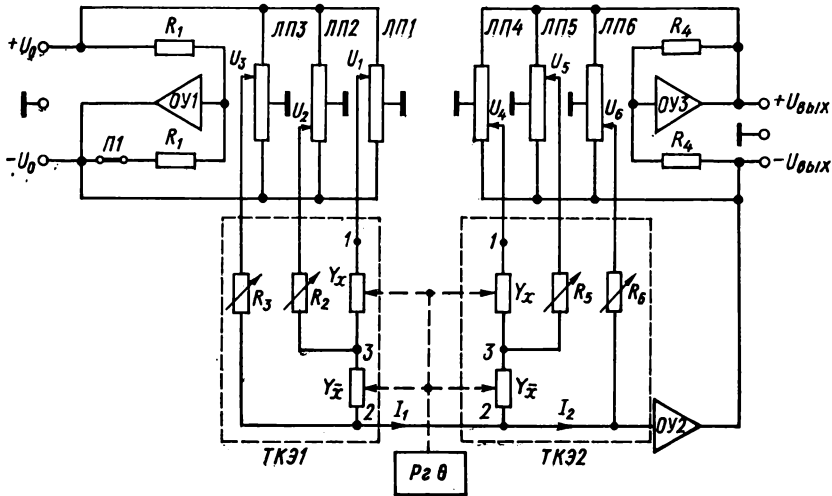 +U₀
R₁
ЛП3
ЛП2
ЛП1
ЛП4
ЛП5
ЛП6
R₄
U₃
U₂
U₁
U₄
U₅
U₆
ОУ1
ОУ3
+Uвых
-U₀
П1
R₁
R₄
-Uвых
1
1
R₃
R₂
Yx
Yx
R₅
R₆
3
3
Yx̄
Yx̄
2
I₁
2
I₂
ОУ2
ТКЭ1
Рг θ
ТКЭ2